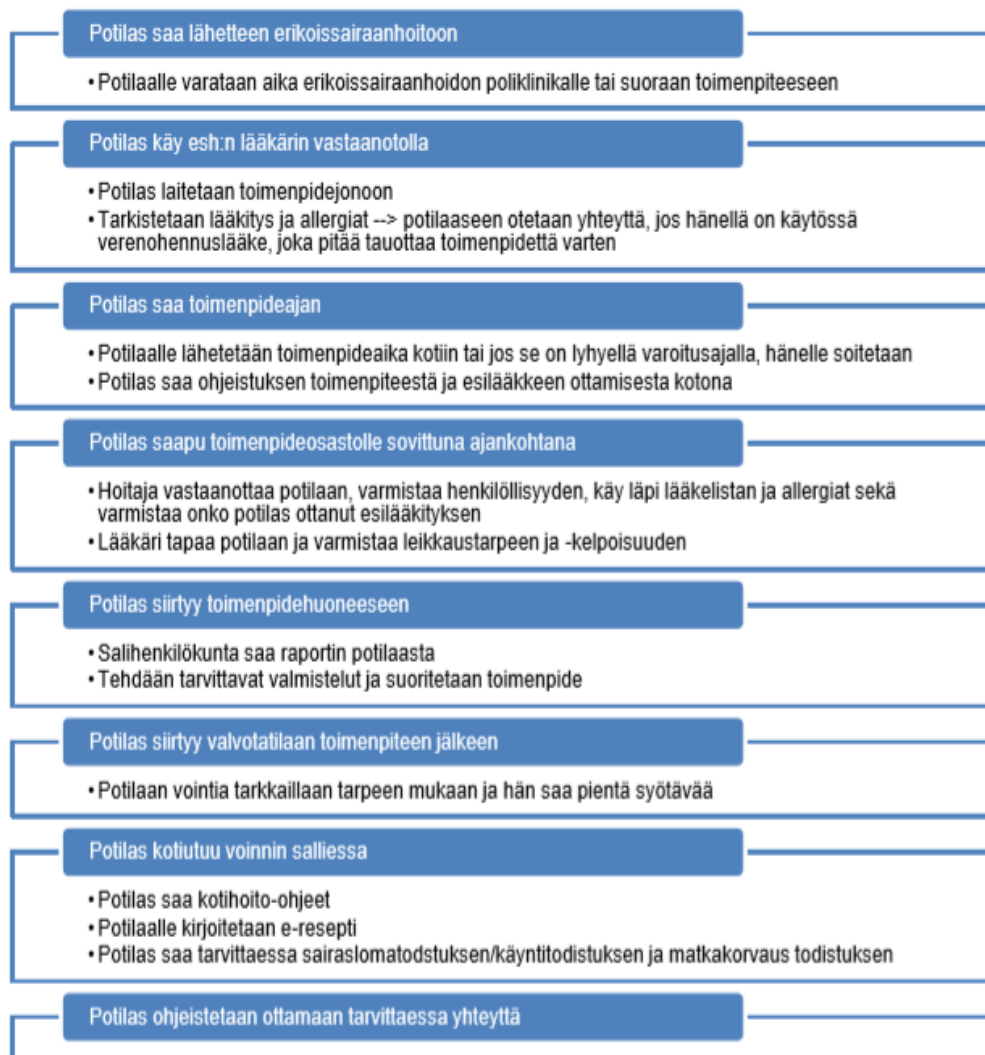 Potilas saa lähetteen erikoissairaanhoitoon
• Potilaalle varataan aika erikoissairaanhoidon poliklinikalle tai suoraan toimenpiteeseen
Potilas käy esh:n lääkärin vastaanotolla
• Potilas laitetaan toimenpidejonoon
• Tarkistetaan lääkitys ja allergiat --> potilaaseen otetaan yhteyttä, jos hänellä on käytössä
verenohennuslääke, joka pitää tauottaa toimenpidettä varten
Potilas saa toimenpideajan
• Potilaalle lähetetään toimenpideaika kotiin tai jos se on lyhyellä varoitusajalla, hänelle soitetaan
• Potilas saa ohjeistuksen toimenpiteestä ja esilääkkeen ottamisesta kotona
Potilas saapu toimenpideosastolle sovittuna ajankohtana
• Hoitaja vastaanottaa potilaan, varmistaa henkilöllisyyden, käy läpi lääkelistan ja allergiat sekä
varmistaa onko potilas ottanut esilääkityksen
• Lääkäri tapaa potilaan ja varmistaa leikkaustarpeen ja -kelpoisuuden
Potilas siirtyy toimenpidehuoneeseen
• Salihenkilökunta saa raportin potilaasta
• Tehdään tarvittavat valmistelut ja suoritetaan toimenpide
Potilas siirtyy valvotatilaan toimenpiteen jälkeen
• Potilaan vointia tarkkaillaan tarpeen mukaan ja hän saa pientä syötävää
Potilas kotiutuu voinnin salliessa
• Potilas saa kotihoito-ohjeet
• Potilaalle kirjoitetaan e-resepti
• Potilas saa tarvittaessa sairaslomatodstuksen/käyntitodistuksen ja matkakorvaus todistuksen
Potilas ohjeistetaan ottamaan tarvittaessa yhteyttä